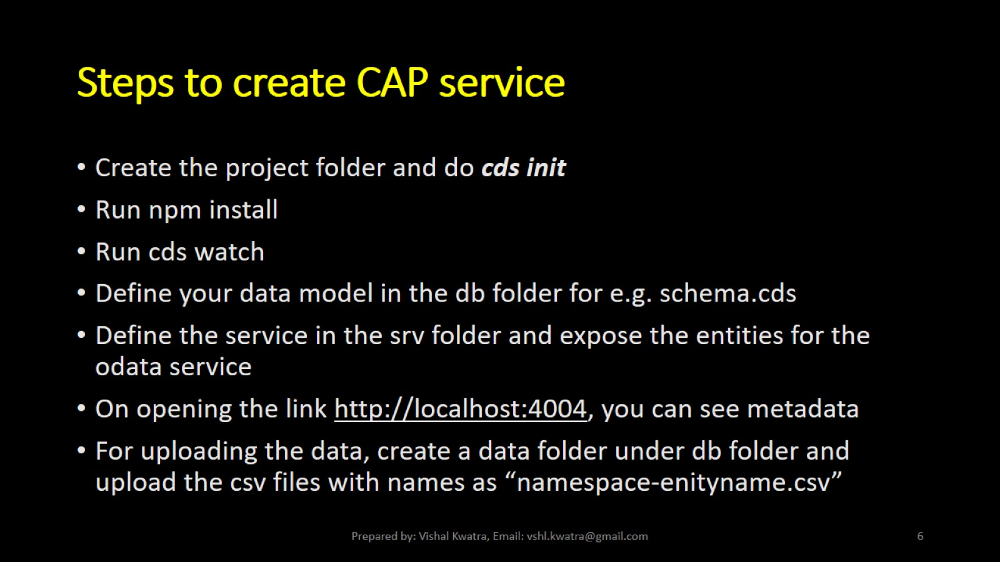 Steps to create CAP service
• Create the project folder and do cds init
• Run npm install
• Run cds watch
• Define your data model in the db folder for e.g. schema.cds
• Define the service in the srv folder and expose the entities for the
odata service
• On opening the link http://localhost:4004, you can see metadata
• For uploading the data, create a data folder under db folder and
upload the csv files with names as “namespace-enityname.csv”
Prepared by: Vishal Kwatra, Email: vshl.kwatra@gmail.com
6